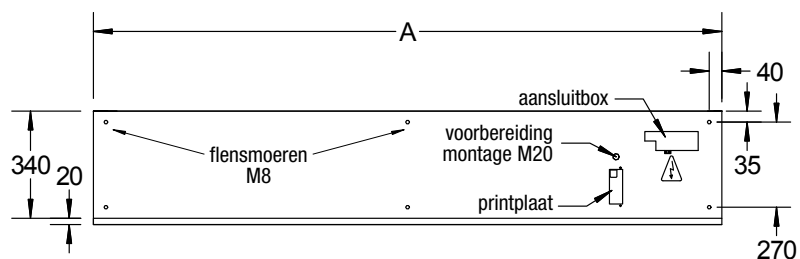 A
40
aansluitbox
340
flensmoeren
M8
voorbereiding
montage M20
35
20
printplaat
270